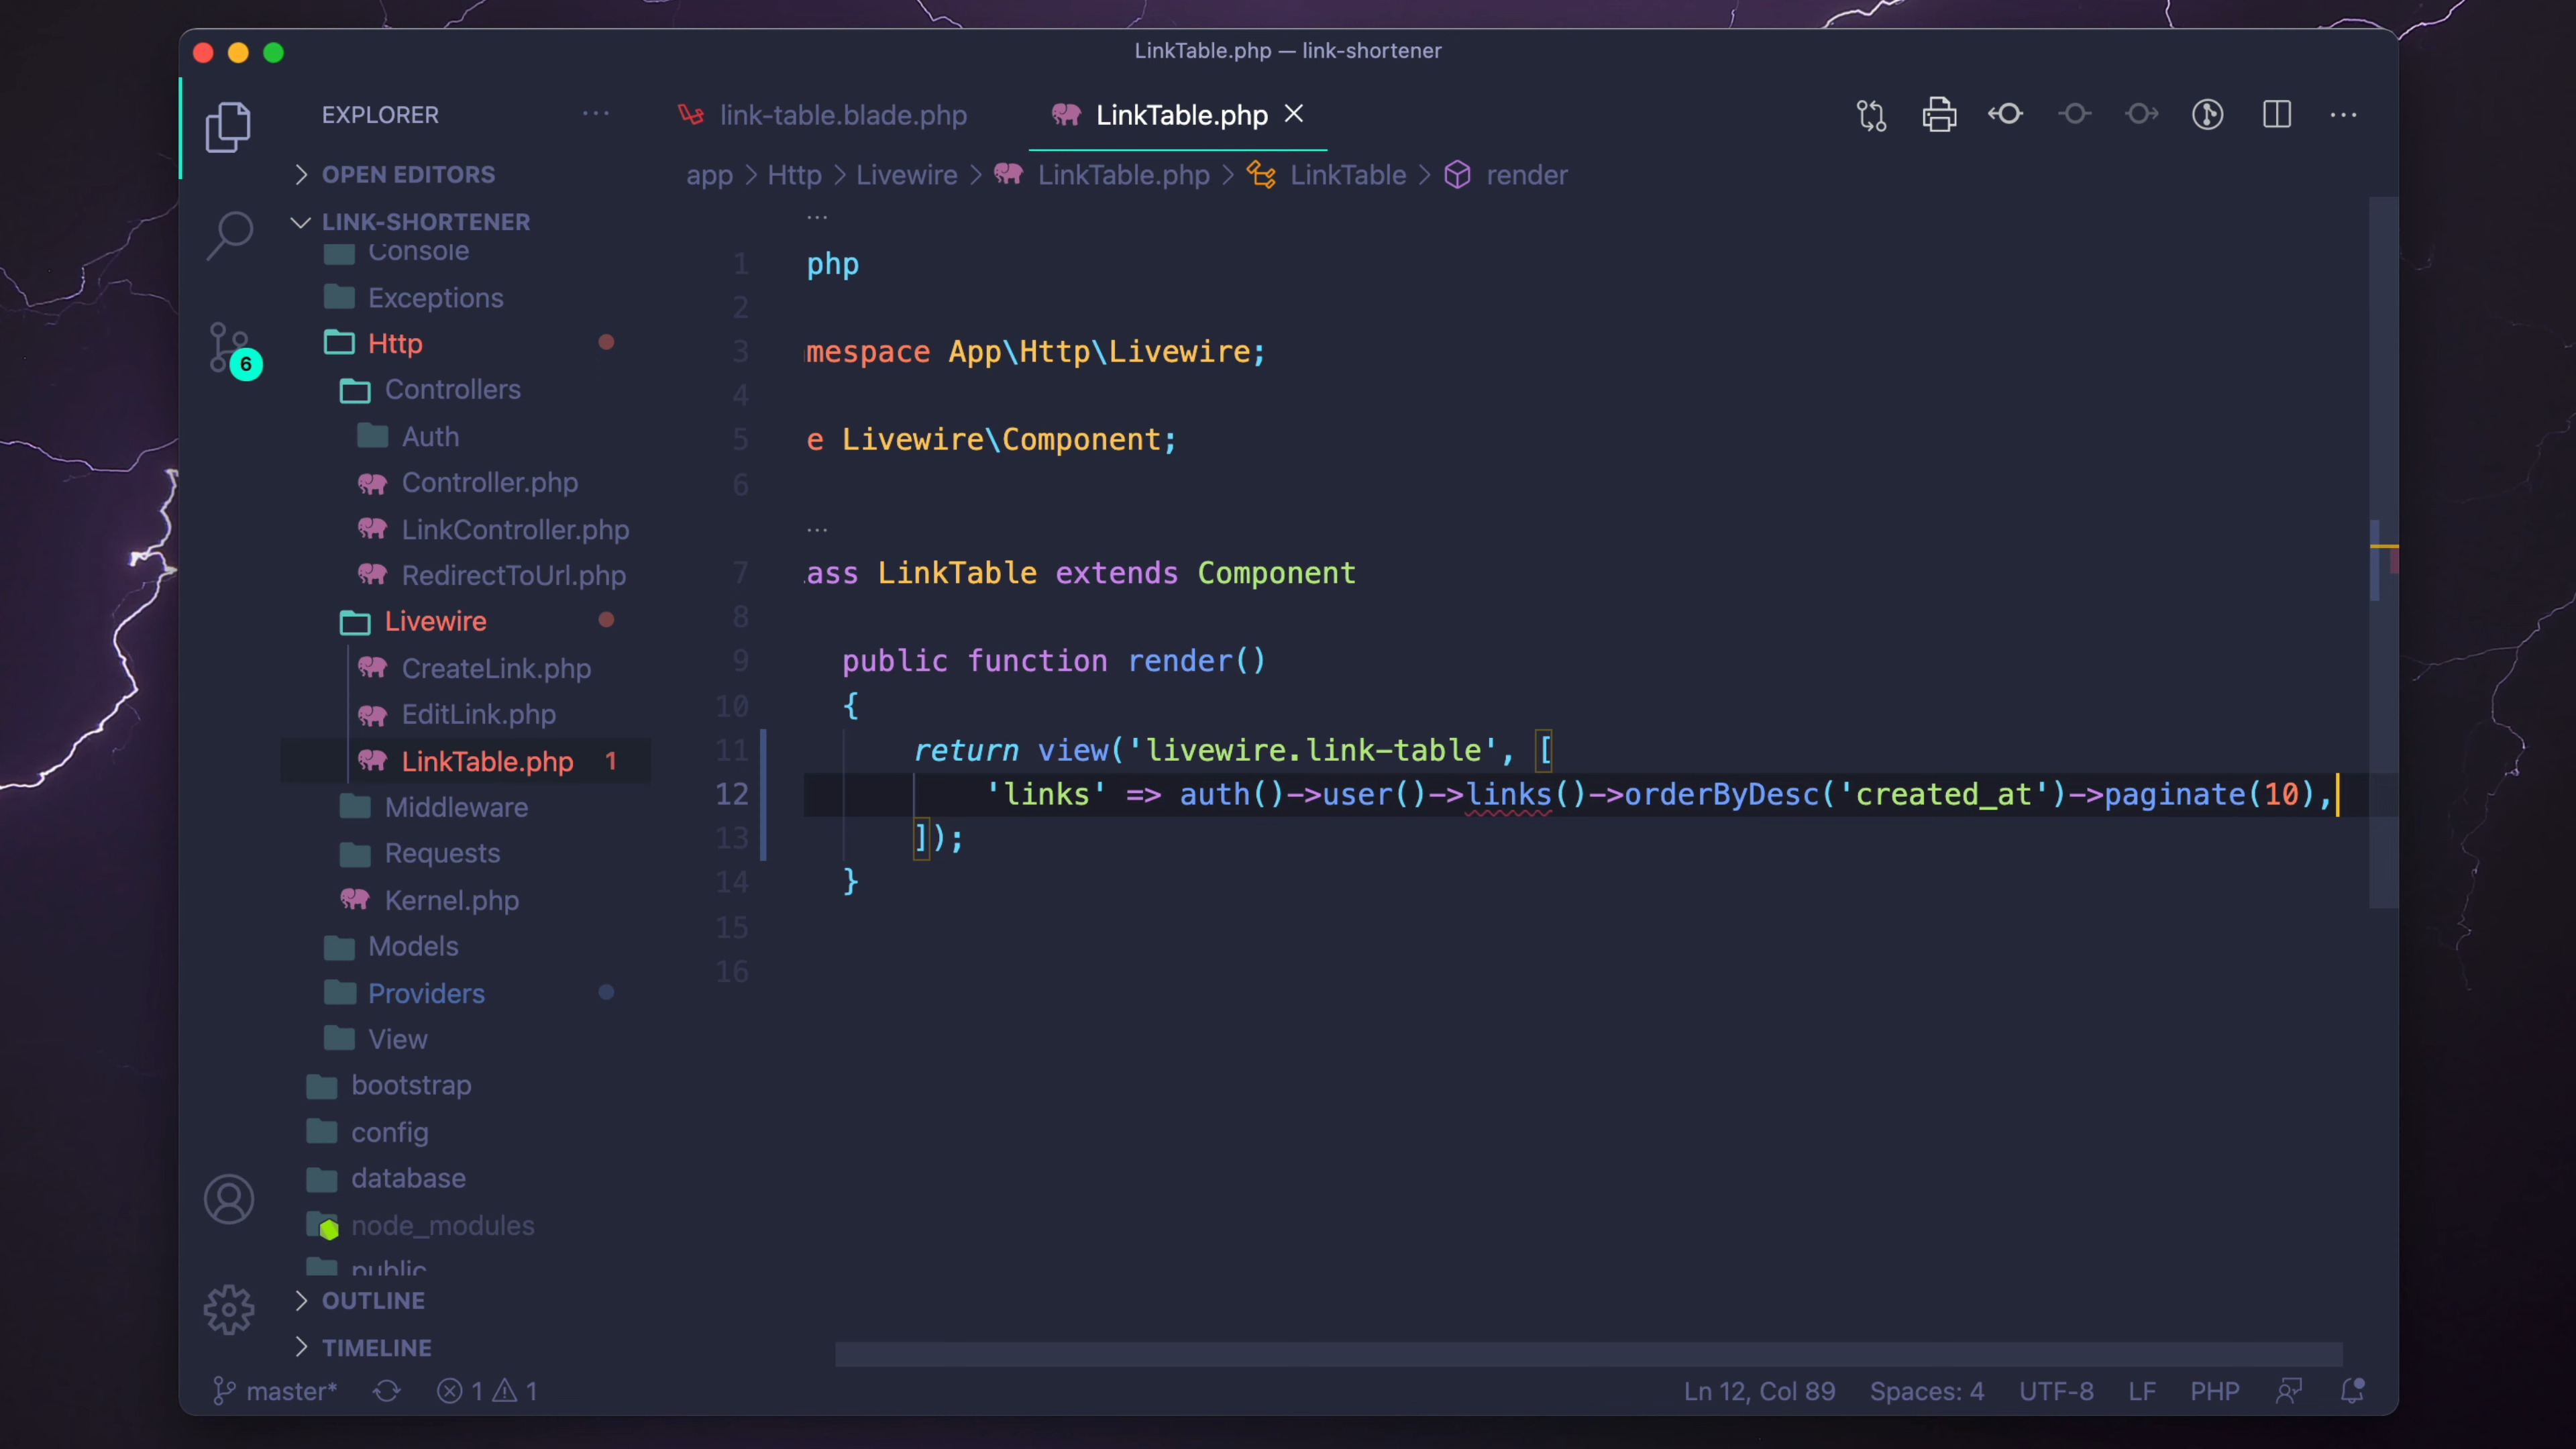 LinkTable.php — link-shortener
EXPLORER
link-table.blade.php
LinkTable.php
app > Http > Livewire > LinkTable.php > LinkTable > render
OPEN EDITORS
LINK-SHORTENER
Console
Exceptions
Http
Controllers
Auth
Controller.php
LinkController.php
RedirectToUrl.php
Livewire
CreateLink.php
EditLink.php
LinkTable.php 1
Middleware
Requests
Kernel.php
Models
Providers
View
bootstrap
config
database
node_modules
public
OUTLINE
TIMELINE
6
...
1 php
2
3 mespace App\Http\Livewire;
4
5 e Livewire\Component;
6
...
7 ass LinkTable extends Component
8
9 public function render()
10 {
11 return view('livewire.link-table', [
12 'links' => auth()->user()->links()->orderByDesc('created_at')->paginate(10),
13 ]);
14 }
15
16
master* 1 1 Ln 12, Col 89 Spaces: 4 UTF-8 LF PHP